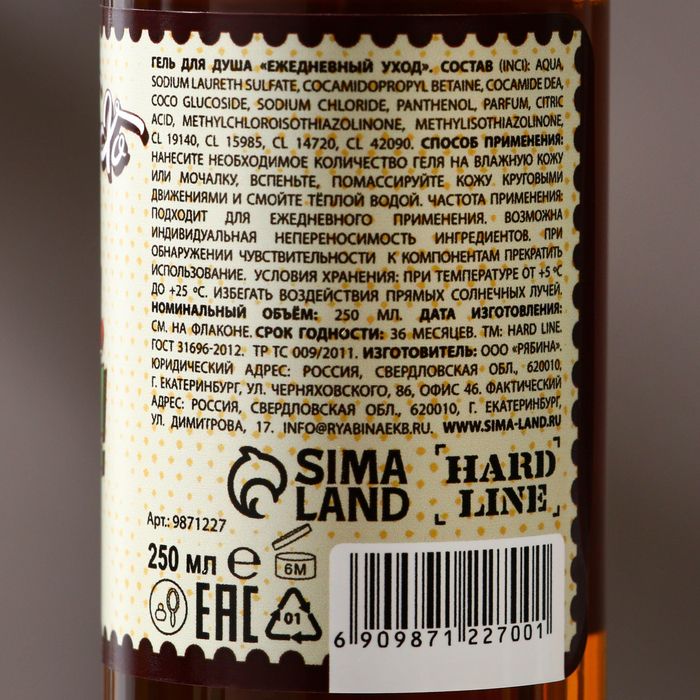 ГЕЛЬ ДЛЯ ДУША «ЕЖЕДНЕВНЫЙ УХОД». СОСТАВ (INCI): AQUA,
SODIUM LAURETH SULFATE, COCAMIDOPROPYL BETAINE, COCAMIDE DEA,
COCO GLUCOSIDE, SODIUM CHLORIDE, PANTHENOL, PARFUM, CITRIC
ACID, METHYLCHLOROISOTHIAZOLINONE, METHYLISOTHIAZOLINONE,
CL 19140, CL 15985, CL 14720, CL 42090. СПОСОБ ПРИМЕНЕНИЯ:
НАНЕСИТЕ НЕОБХОДИМОЕ КОЛИЧЕСТВО ГЕЛЯ НА ВЛАЖНУЮ КОЖУ
ИЛИ МОЧАЛКУ, ВСПЕНЬТЕ, ПОМАССИРУЙТЕ КОЖУ КРУГОВЫМИ
ДВИЖЕНИЯМИ И СМОЙТЕ ТЁПЛОЙ ВОДОЙ. ЧАСТОТА ПРИМЕНЕНИЯ:
ПОДХОДИТ ДЛЯ ЕЖЕДНЕВНОГО ПРИМЕНЕНИЯ. ВОЗМОЖНА
ИНДИВИДУАЛЬНАЯ НЕПЕРЕНОСИМОСТЬ ИНГРЕДИЕНТОВ. ПРИ
ОБНАРУЖЕНИИ ЧУВСТВИТЕЛЬНОСТИ К КОМПОНЕНТАМ ПРЕКРАТИТЬ
ИСПОЛЬЗОВАНИЕ. УСЛОВИЯ ХРАНЕНИЯ: ПРИ ТЕМПЕРАТУРЕ ОТ +5 ºС
ДО +25 ºС. ИЗБЕГАТЬ ВОЗДЕЙСТВИЯ ПРЯМЫХ СОЛНЕЧНЫХ ЛУЧЕЙ.
НОМИНАЛЬНЫЙ ОБЪЁМ: 250 МЛ. ДАТА ИЗГОТОВЛЕНИЯ:
СМ. НА ФЛАКОНЕ. СРОК ГОДНОСТИ: 36 МЕСЯЦЕВ. ТМ: HARD LINE.
ГОСТ 31696-2012. ТР ТС 009/2011. ИЗГОТОВИТЕЛЬ: ООО «РЯБИНА».
ЮРИДИЧЕСКИЙ АДРЕС: РОССИЯ, СВЕРДЛОВСКАЯ ОБЛ., 620010,
Г. ЕКАТЕРИНБУРГ, УЛ. ЧЕРНЯХОВСКОГО, 86, ОФИС 46. ФАКТИЧЕСКИЙ
АДРЕС: РОССИЯ, СВЕРДЛОВСКАЯ ОБЛ., 620010, Г. ЕКАТЕРИНБУРГ,
УЛ. ДИМИТРОВА, 17. INFO@RYABINAEKB.RU. WWW.SIMA-LAND.RU
SIMA LAND
HARD LINE
Арт.: 9871227
250 мл e 6M
EAC 01
6 909871 227001